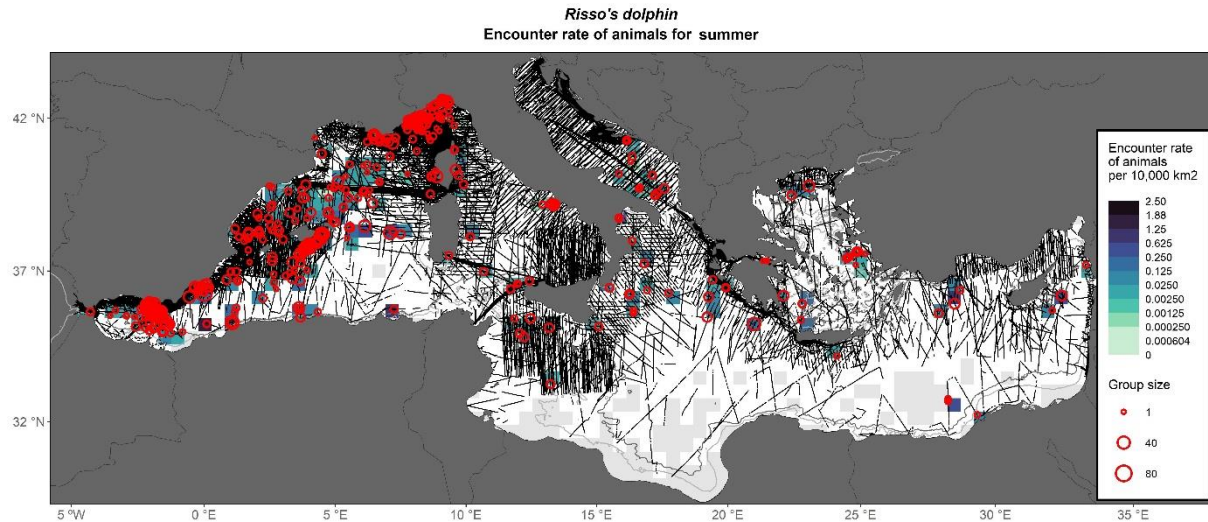 Risso's dolphin
Encounter rate of animals for summer
42 °N
37 °N
32 °N
5 °W
0 °E
5 °E
10 °E
15 °E
20 °E
25 °E
30 °E
35 °E
Encounter rate
of animals
per 10,000 km2
2.50
1.88
1.25
0.625
0.250
0.125
0.00250
0.00125
0.000250
0.000604
0
Group size
1
40
80